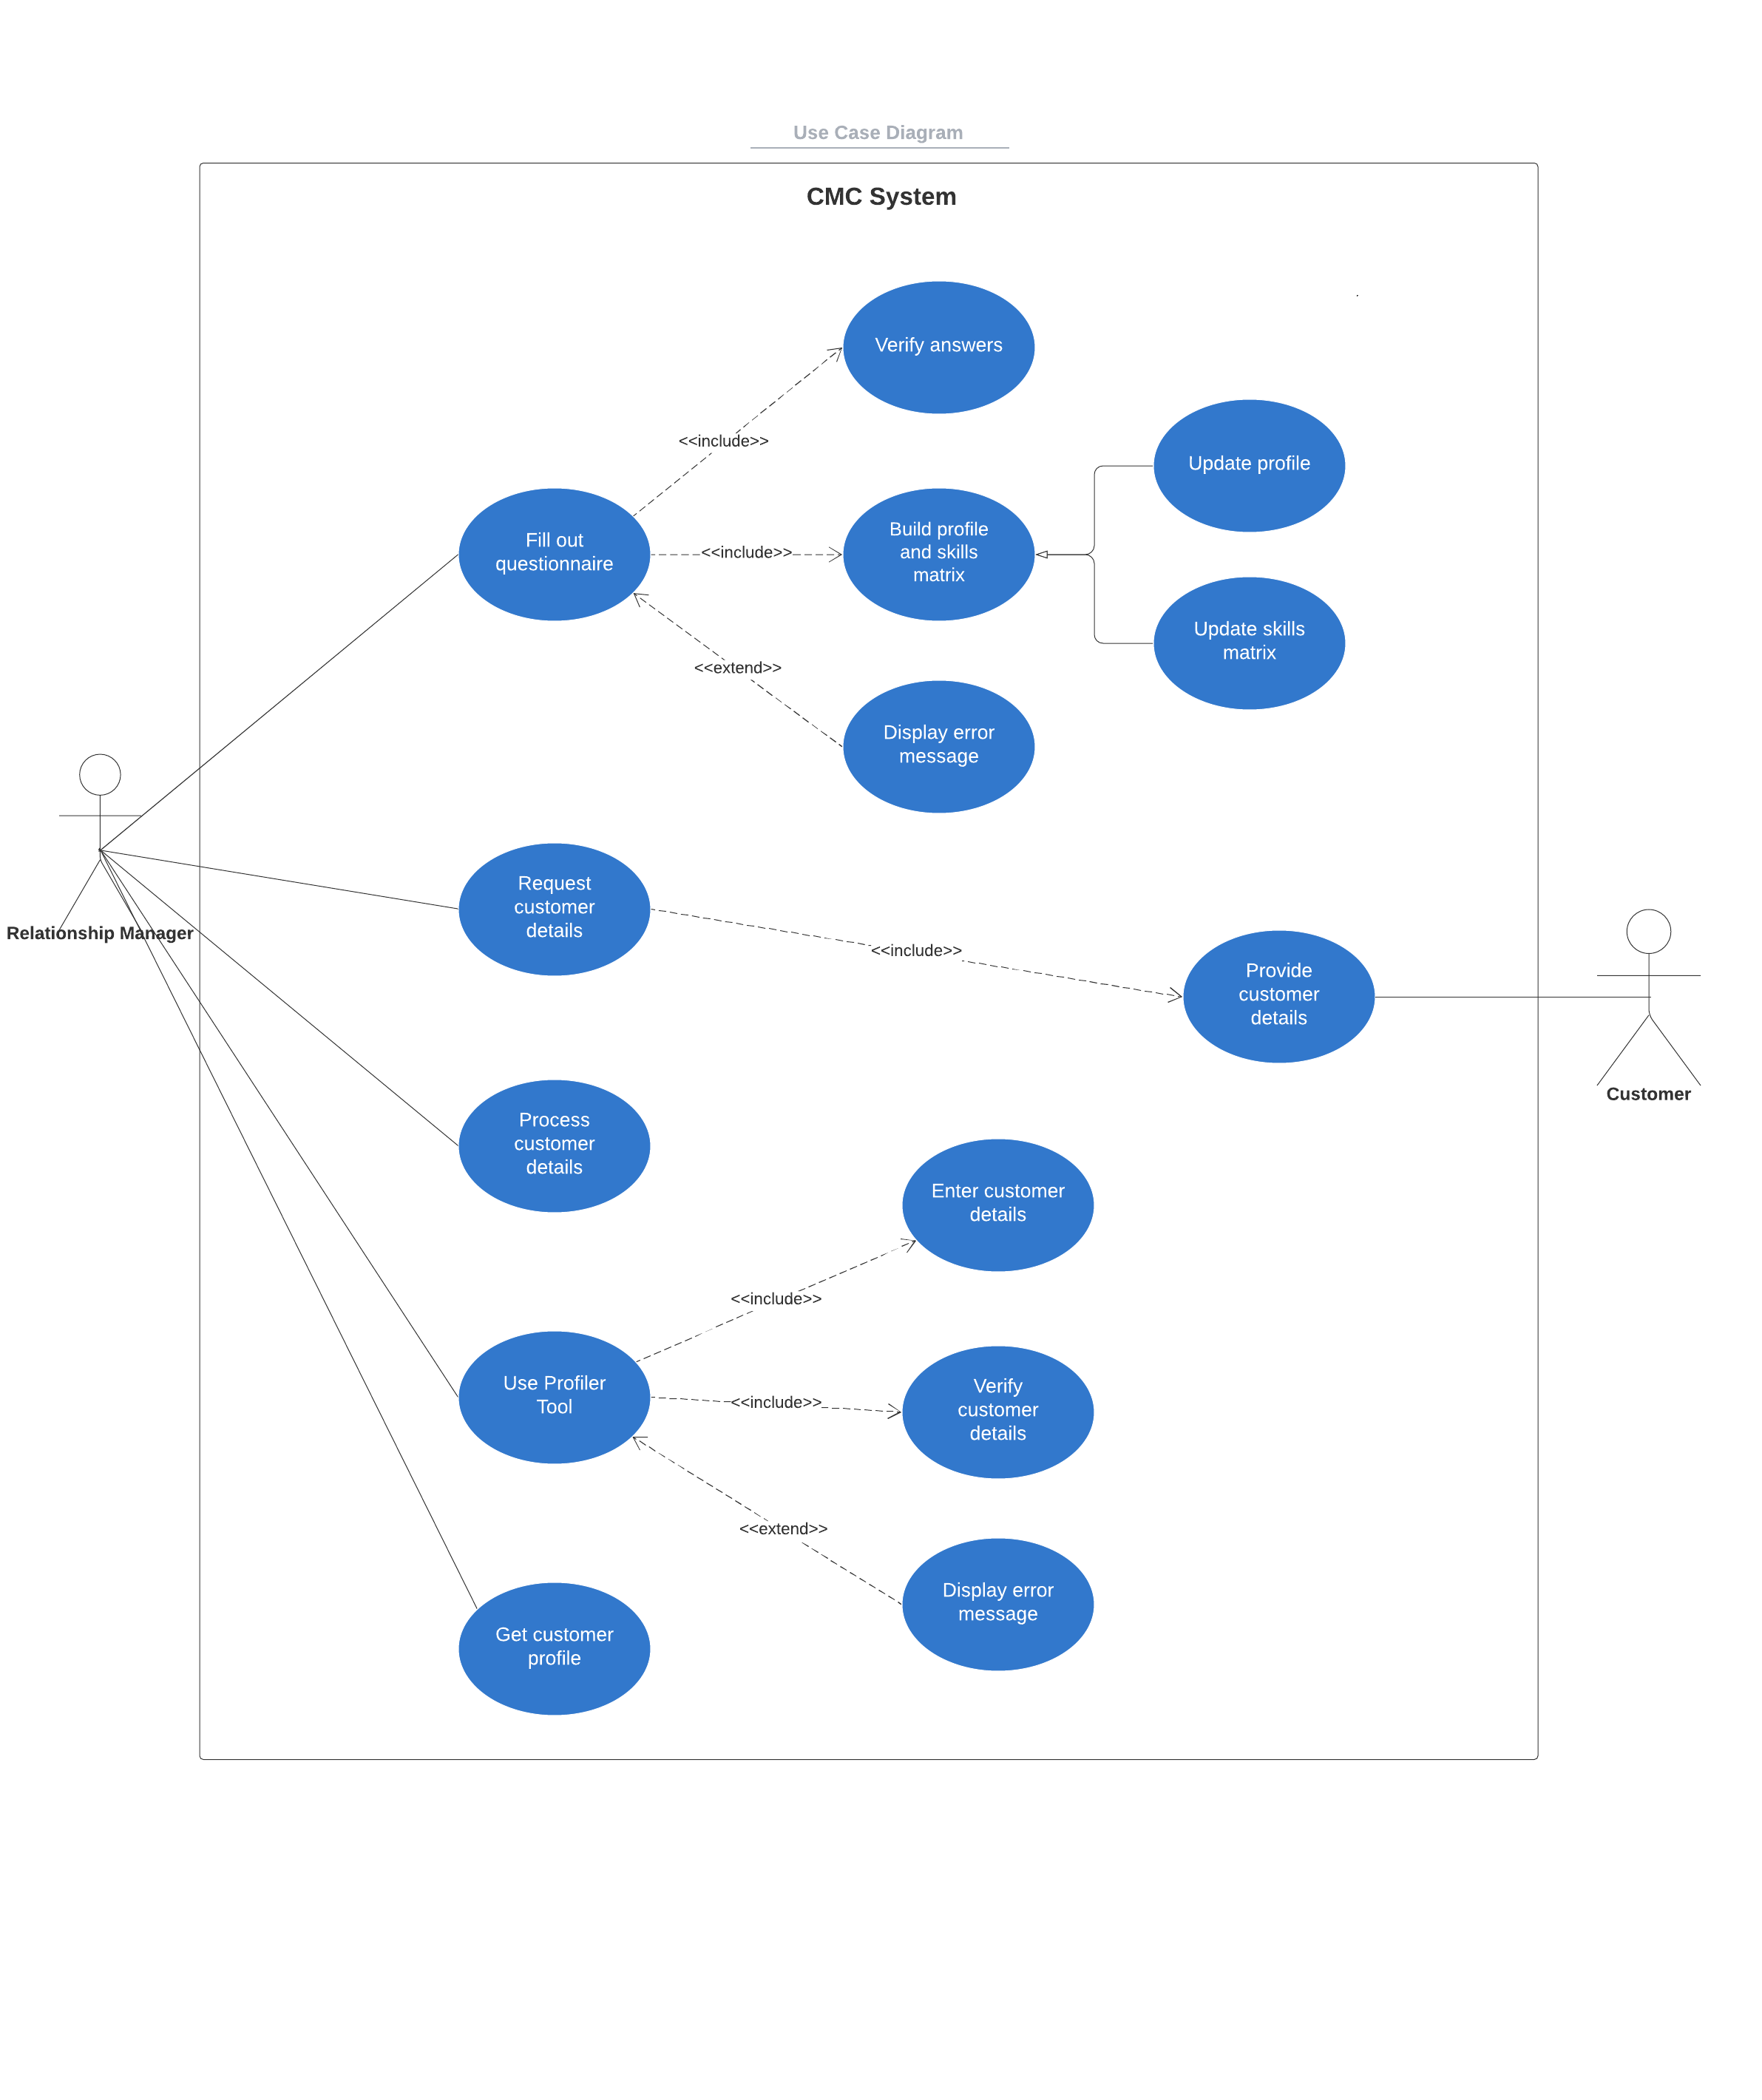 Use Case Diagram
CMC System
Verify answers
<<include>>
Update profile
Fill out
questionnaire
<<include>>
Build profile
and skills
matrix
Update skills
matrix
<<extend>>
Display error
message
Relationship Manager
Request
customer
details
<<include>>
Provide
customer
details
Customer
Process
customer
details
Enter customer
details
<<include>>
Use Profiler
Tool
<<include>>
Verify
customer
details
<<extend>>
Display error
message
Get customer
profile